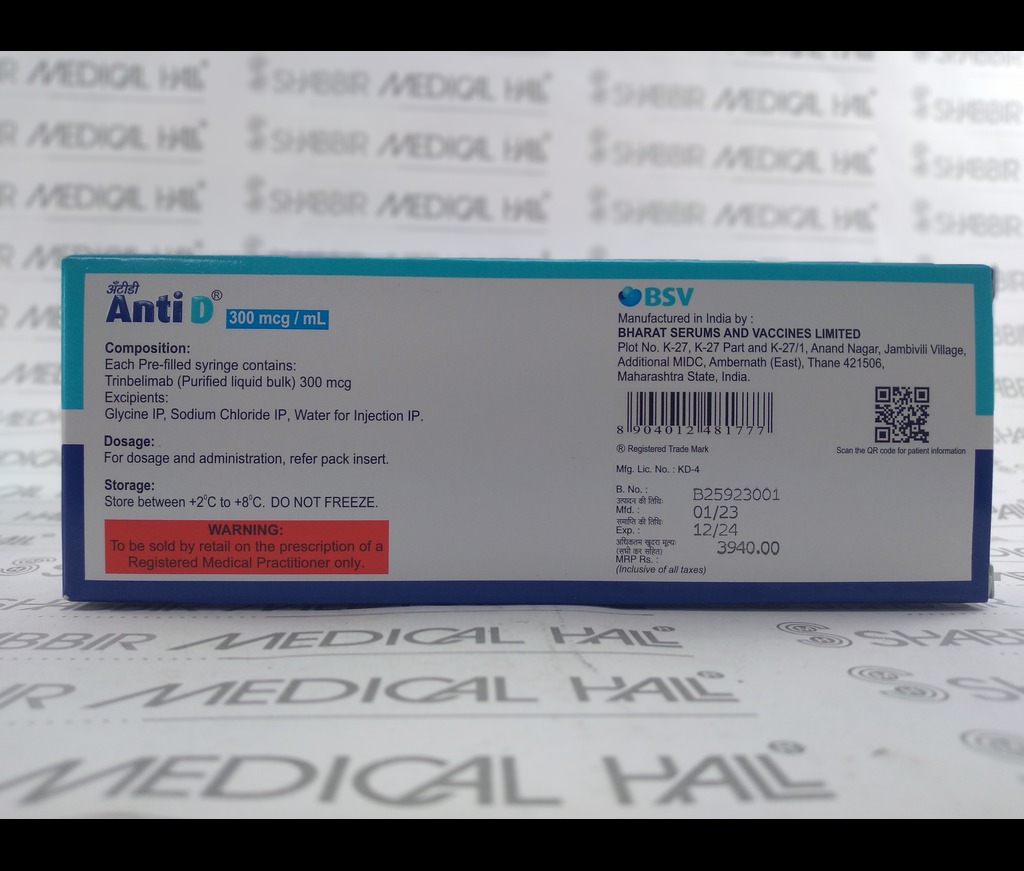 SHABBIR MEDICAL HALL
अँटीडी
Anti D®
300 mcg / mL
Composition:
Each Pre-filled syringe contains:
Trinbelimab (Purified liquid bulk) 300 mcg
Excipients:
Glycine IP, Sodium Chloride IP, Water for Injection IP.
Dosage:
For dosage and administration, refer pack insert.
Storage:
Store between +2°C to +8°C. DO NOT FREEZE.
WARNING:
To be sold by retail on the prescription of a
Registered Medical Practitioner only.
BSV
Manufactured in India by :
BHARAT SERUMS AND VACCINES LIMITED
Plot No. K-27, K-27 Part and K-27/1, Anand Nagar, Jambivili Village,
Additional MIDC, Ambernath (East), Thane 421506,
Maharashtra State, India.
8 904012 481777
® Registered Trade Mark
Scan the QR code for patient information
Mfg. Lic. No. : KD-4
B. No. : B25923001
उत्पादन की तिथि:
Mfd. : 01/23
समाप्ति की तिथि:
Exp. : 12/24
अधिकतम खुदरा मूल्य:
(सभी कर सहित) 3940.00
MRP Rs. :
(Inclusive of all taxes)
SHABBIR MEDICAL HALL
MEDICAL HALL
MEDICAL HALL